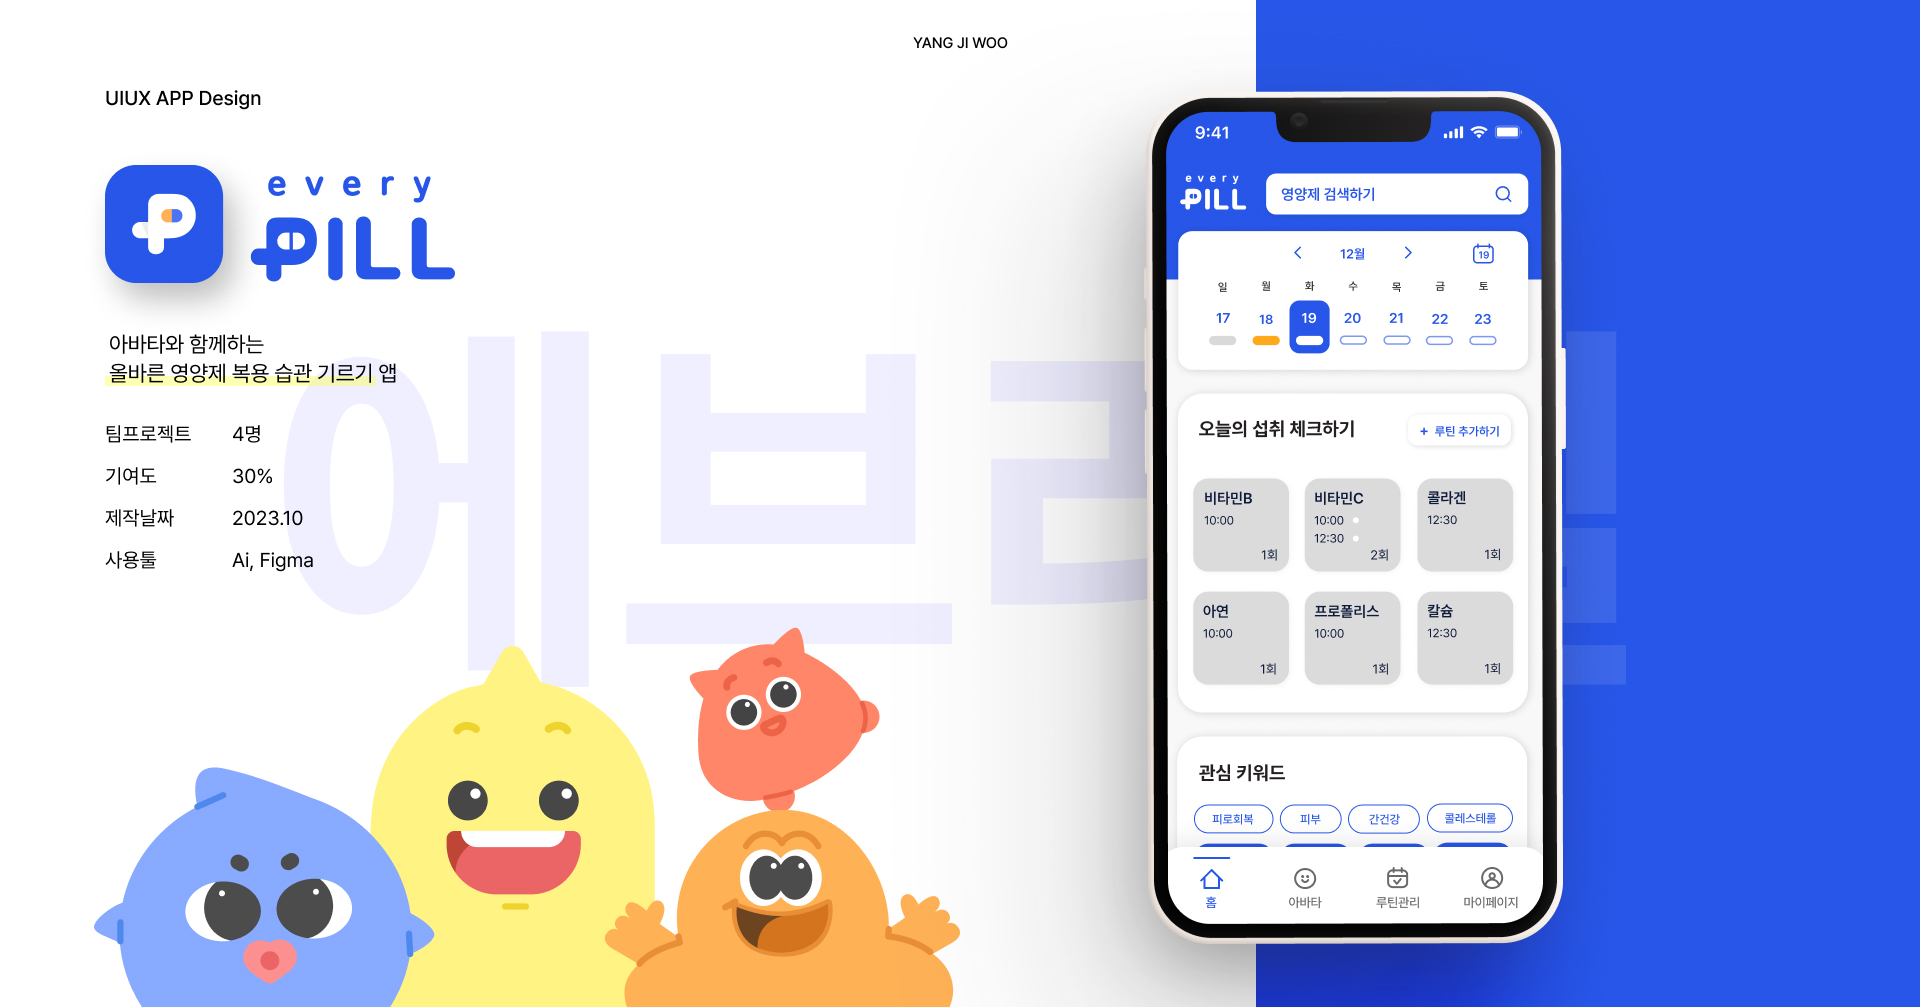 YANG JI WOO
UIUX APP Design
every
PILL
아바타와 함께하는
올바른 영양제 복용 습관 기르기 앱
팀프로젝트 4명
기여도 30%
제작날짜 2023.10
사용툴 Ai, Figma
에브리
9:41
every
PILL
영양제 검색하기
12월
19
일 월 화 수 목 금 토
17 18 19 20 21 22 23
오늘의 섭취 체크하기
+ 루틴 추가하기
비타민B
10:00
1회
비타민C
10:00
12:30
2회
콜라겐
12:30
1회
아연
10:00
1회
프로폴리스
10:00
1회
칼슘
12:30
1회
관심 키워드
피로회복 피부 간건강 콜레스테롤
홈 아바타 루틴관리 마이페이지